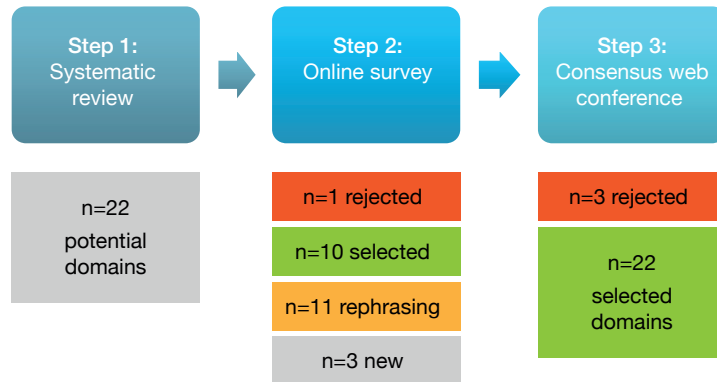 Step 1:
Systematic
review
Step 2:
Online survey
Step 3:
Consensus web
conference
n=22
potential
domains
n=1 rejected
n=10 selected
n=11 rephrasing
n=3 new
n=3 rejected
n=22
selected
domains